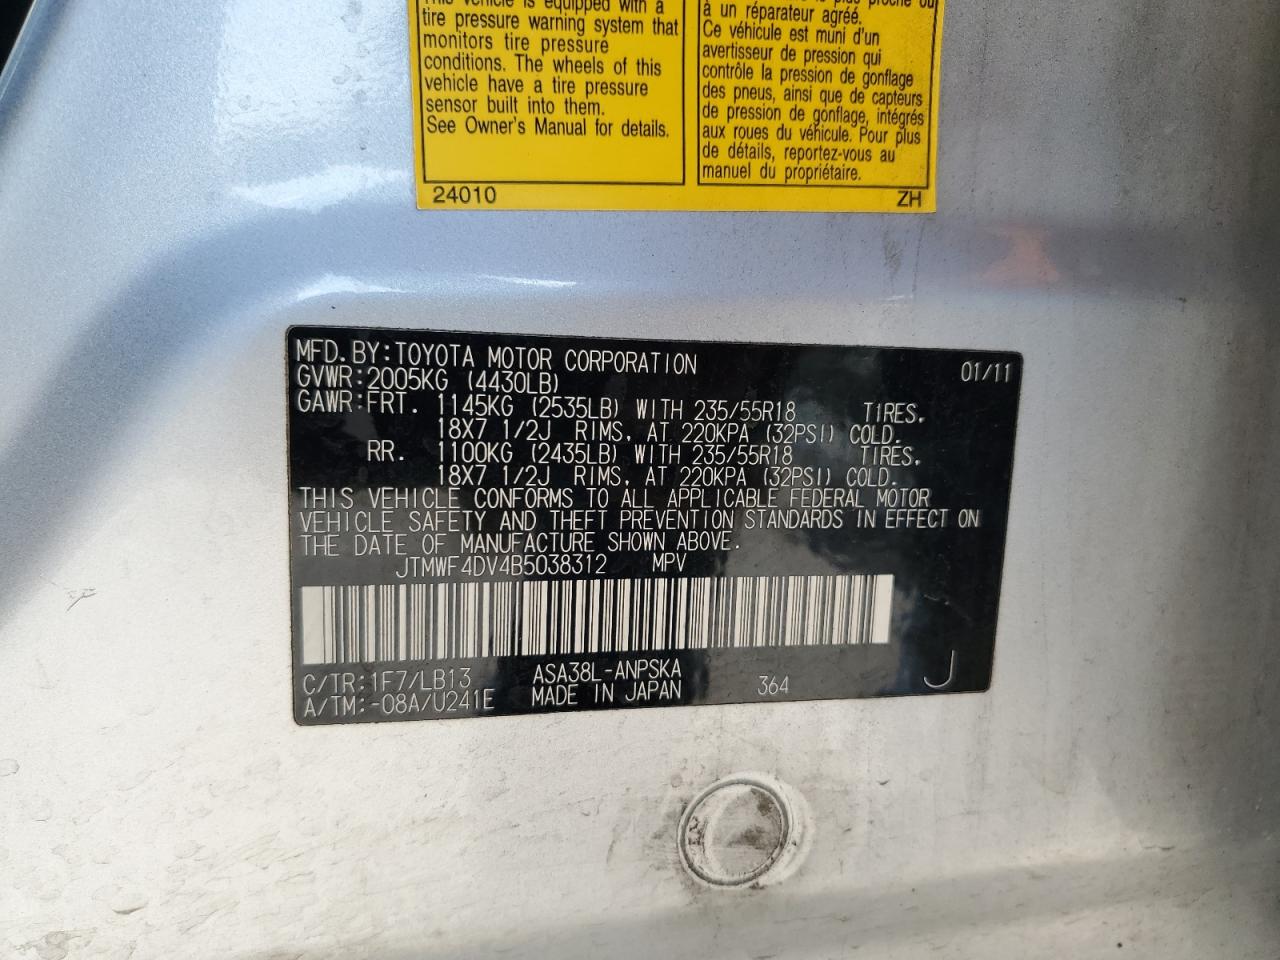 This vehicle is equipped with a
tire pressure warning system that
monitors tire pressure
conditions. The wheels of this
vehicle have a tire pressure
sensor built into them.
See Owner's Manual for details.
24010
plus proche ou
à un réparateur agréé.
Ce véhicule est muni d'un
avertisseur de pression qui
contrôle la pression de gonflage
des pneus, ainsi que de capteurs
de pression de gonflage, intégrés
aux roues du véhicule. Pour plus
de détails, reportez-vous au
manuel du propriétaire.
ZH
MFD.BY:TOYOTA MOTOR CORPORATION 01/11
GVWR:2005KG (4430LB)
GAWR:FRT. 1145KG (2535LB) WITH 235/55R18 TIRES.
18X7 1/2J RIMS, AT 220KPA (32PSI) COLD.
RR. 1100KG (2435LB) WITH 235/55R18 TIRES.
18X7 1/2J RIMS, AT 220KPA (32PSI) COLD.
THIS VEHICLE CONFORMS TO ALL APPLICABLE FEDERAL MOTOR
VEHICLE SAFETY AND THEFT PREVENTION STANDARDS IN EFFECT ON
THE DATE OF MANUFACTURE SHOWN ABOVE.
JTMWF4DV4B5038312 MPV
C/TR:1F7/LB13 ASA38L-ANPSKA
A/TM:-08A/U241E MADE IN JAPAN 364 J